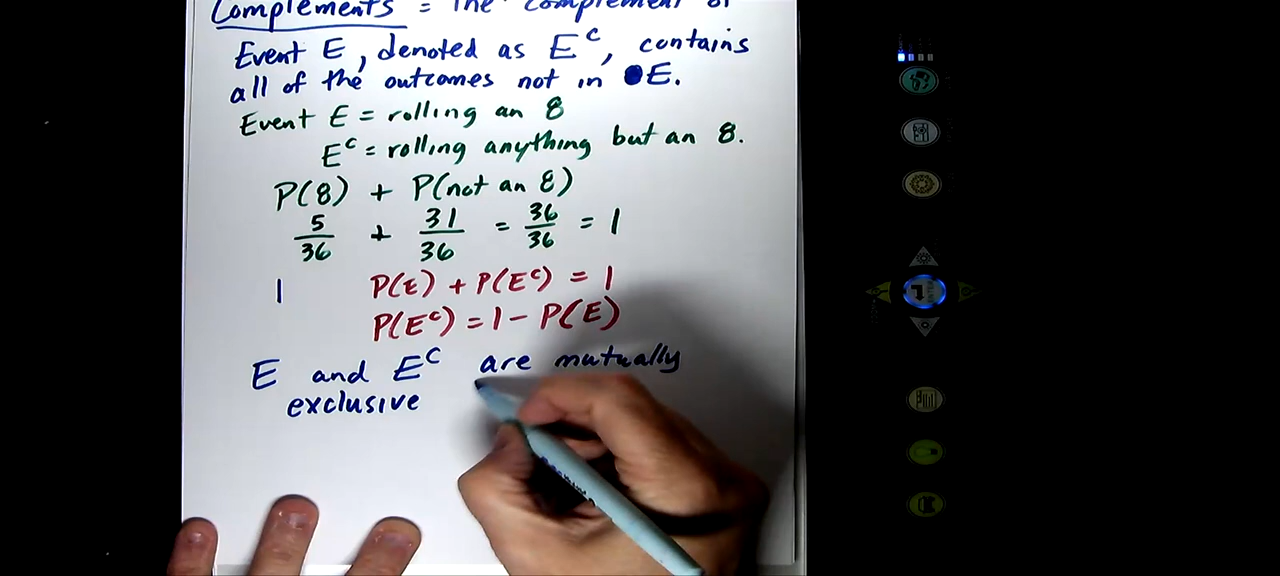 Complements = The complement of
Event E, denoted as E^c, contains
all of the outcomes not in E.
Event E = rolling an 8
E^c = rolling anything but an 8.
P(8) + P(not an 8)
5/36 + 31/36 = 36/36 = 1
1 P(E) + P(E^c) = 1
P(E^c) = 1 - P(E)
E and E^c are mutually
exclusive